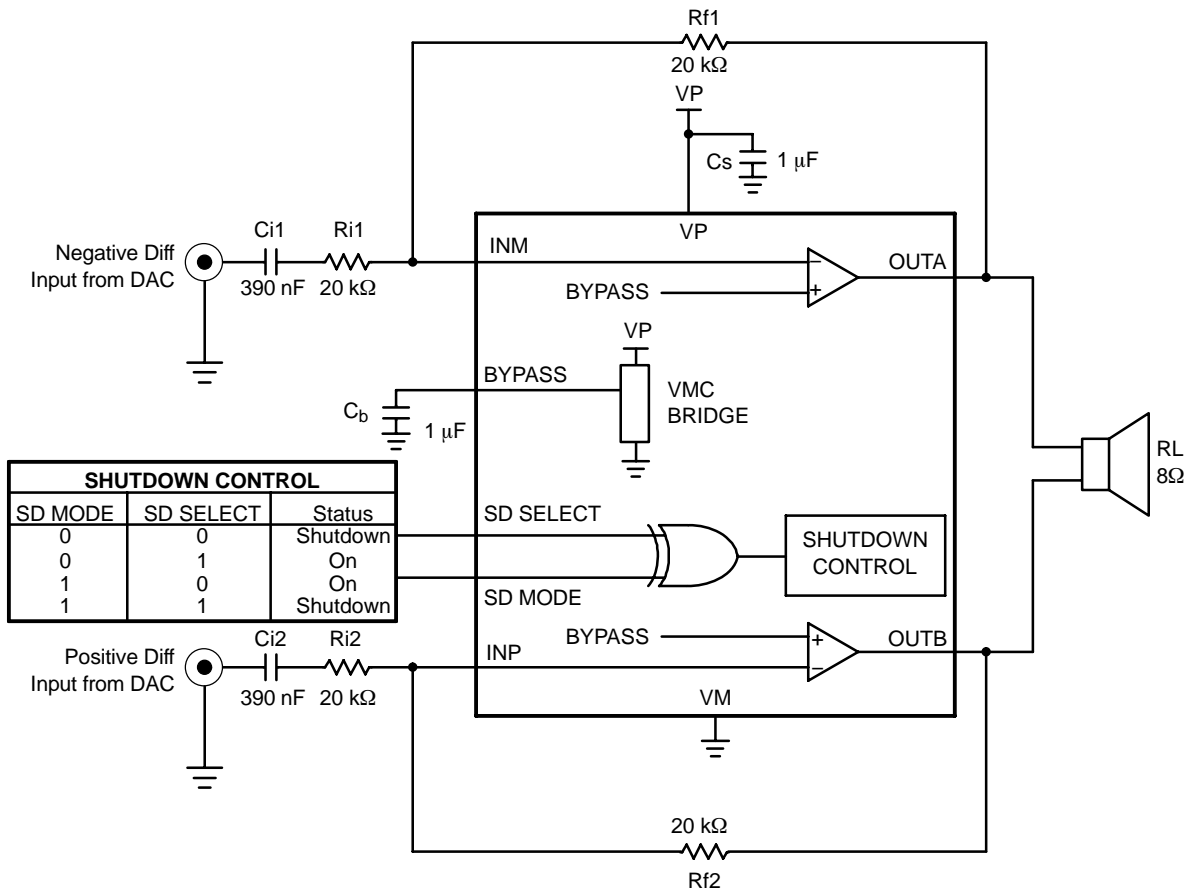 Rf1
20 kΩ
VP
Cs
1 μF
VP
Ci1
Ri1
Negative Diff
Input from DAC
390 nF
20 kΩ
INM
−
+
OUTA
BYPASS
VP
BYPASS
VMC
BRIDGE
Cb
1 μF
RL
8Ω
SHUTDOWN CONTROL
SD MODE SD SELECT Status
0 0 Shutdown
0 1 On
1 0 On
1 1 Shutdown
SD SELECT
SHUTDOWN
CONTROL
SD MODE
Ci2
Ri2
Positive Diff
Input from DAC
390 nF
20 kΩ
BYPASS
+
−
OUTB
INP
VM
20 kΩ
Rf2